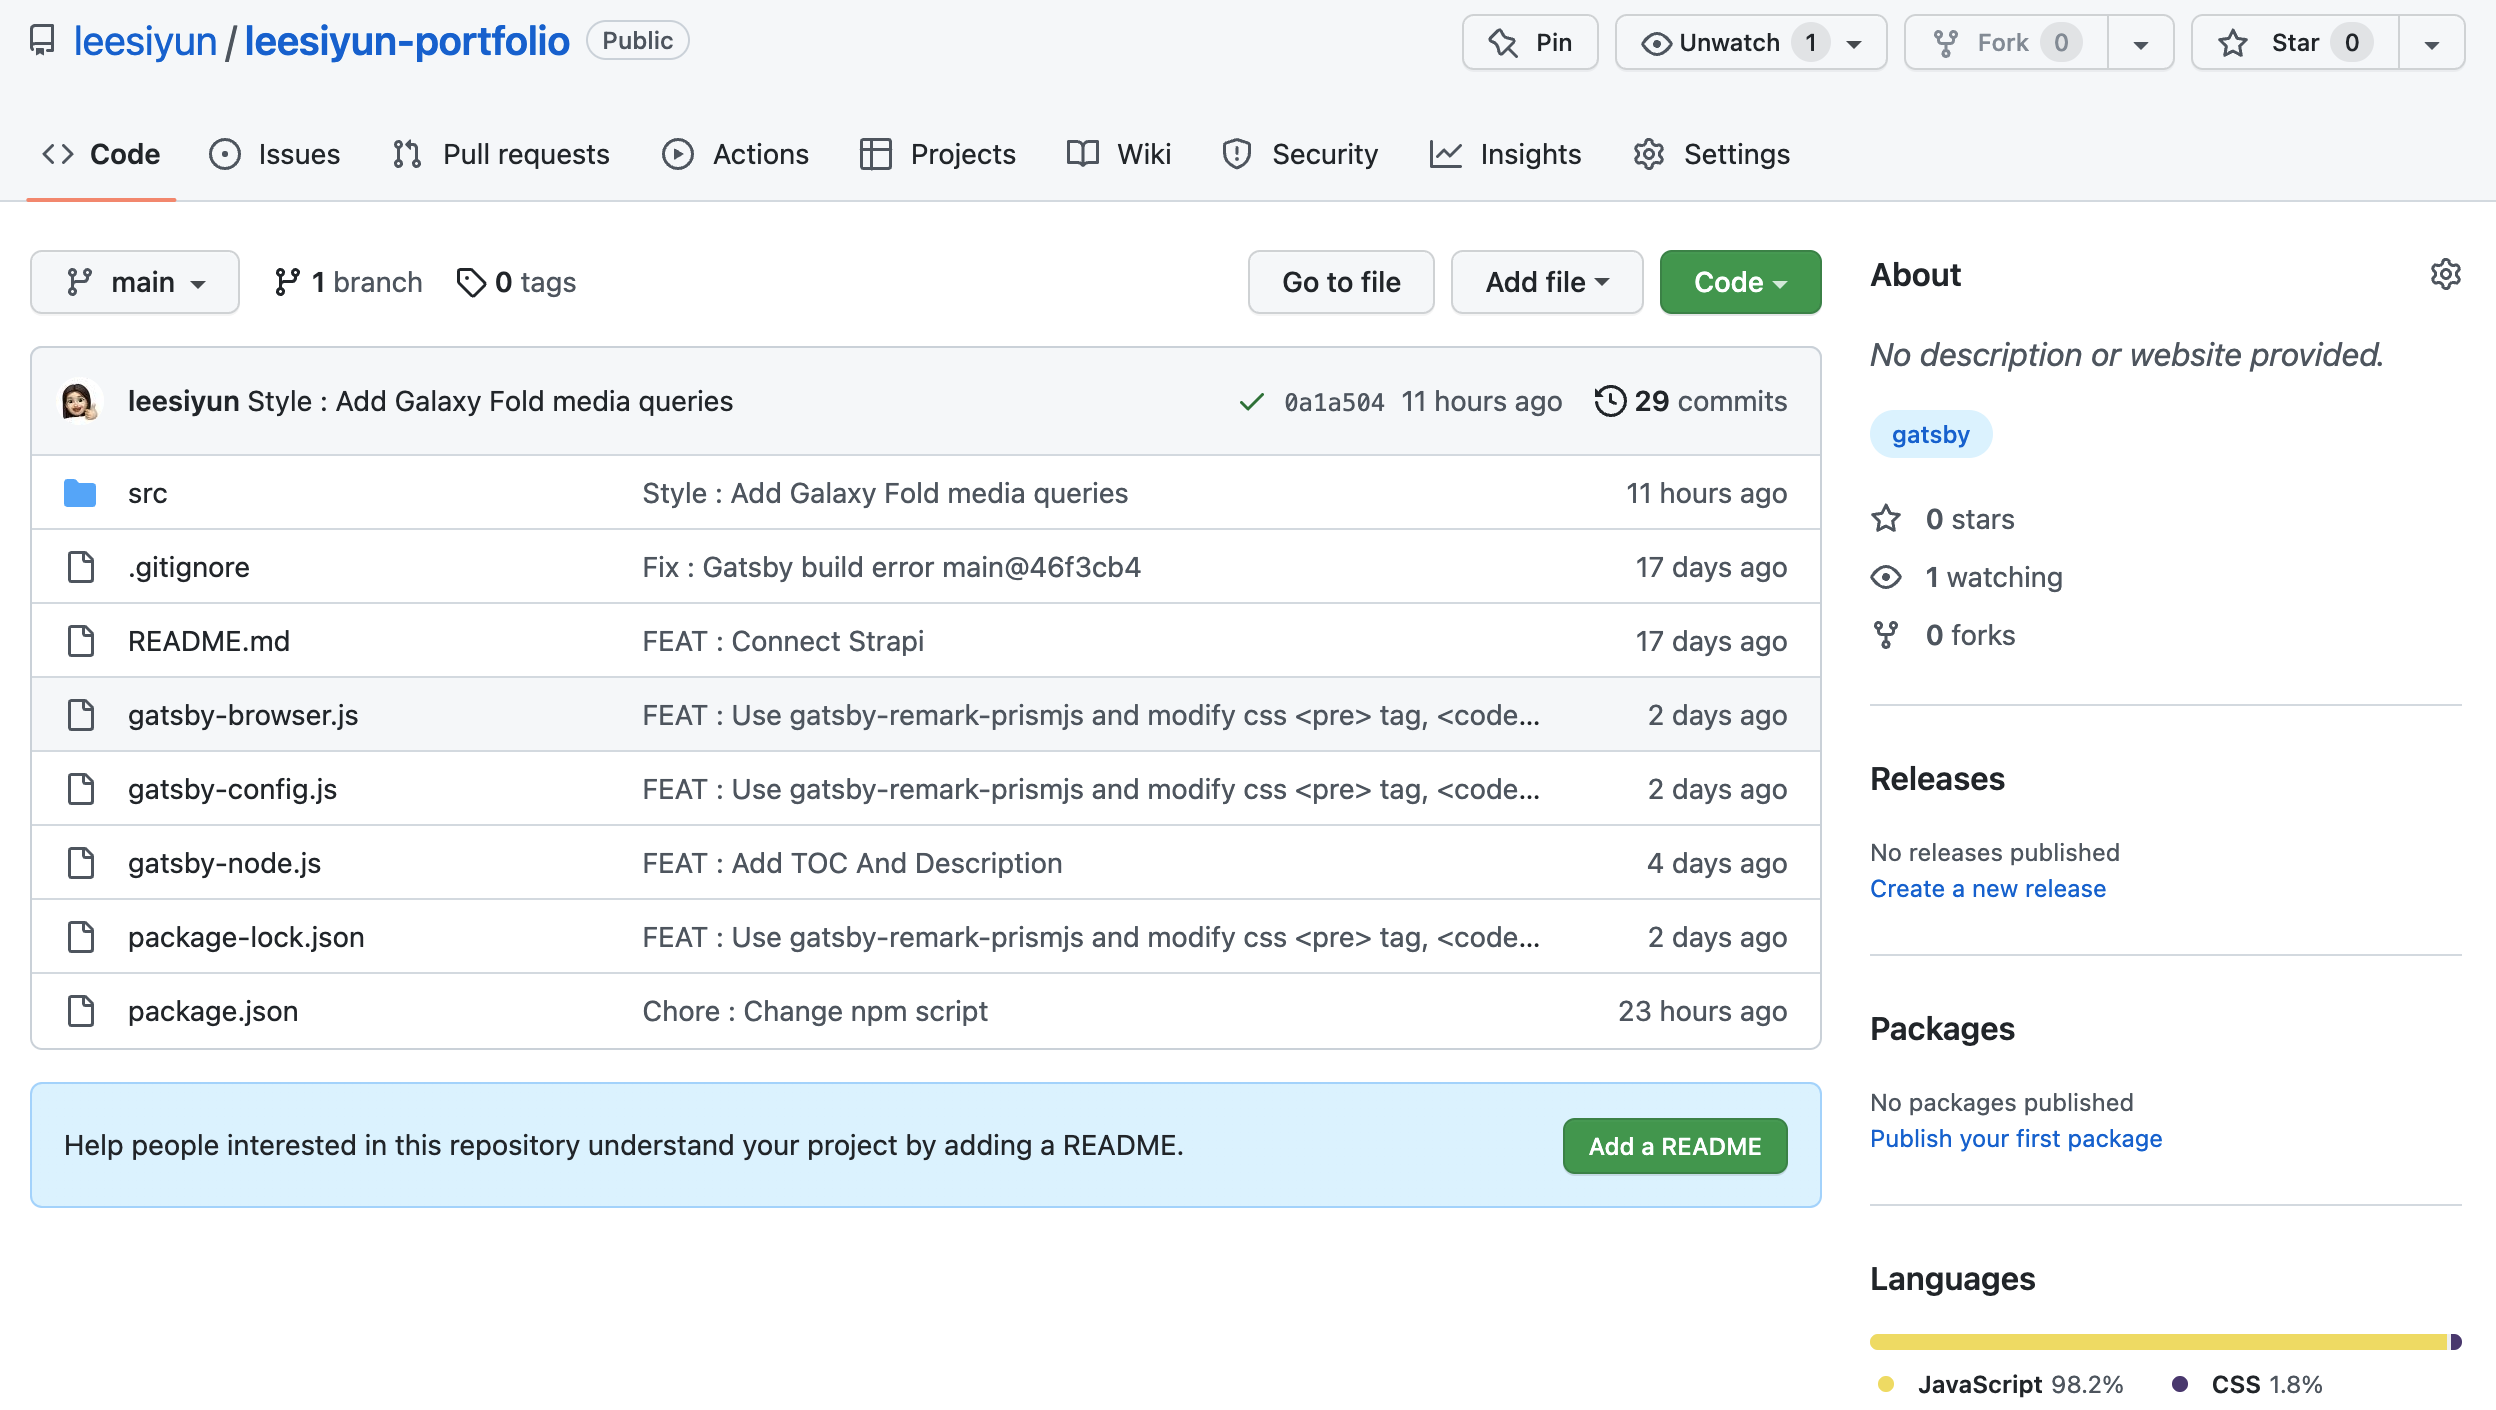 leesiyun / leesiyun-portfolio Public
Pin Unwatch 1 Fork 0 Star 0
Code Issues Pull requests Actions Projects Wiki Security Insights Settings
main 1 branch 0 tags Go to file Add file Code
leesiyun Style : Add Galaxy Fold media queries 0a1a504 11 hours ago 29 commits
src Style : Add Galaxy Fold media queries 11 hours ago
.gitignore Fix : Gatsby build error main@46f3cb4 17 days ago
README.md FEAT : Connect Strapi 17 days ago
gatsby-browser.js FEAT : Use gatsby-remark-prismjs and modify css <pre> tag, <code... 2 days ago
gatsby-config.js FEAT : Use gatsby-remark-prismjs and modify css <pre> tag, <code... 2 days ago
gatsby-node.js FEAT : Add TOC And Description 4 days ago
package-lock.json FEAT : Use gatsby-remark-prismjs and modify css <pre> tag, <code... 2 days ago
package.json Chore : Change npm script 23 hours ago
Help people interested in this repository understand your project by adding a README. Add a README
About
No description or website provided.
gatsby
0 stars
1 watching
0 forks
Releases
No releases published
Create a new release
Packages
No packages published
Publish your first package
Languages
JavaScript 98.2% CSS 1.8%